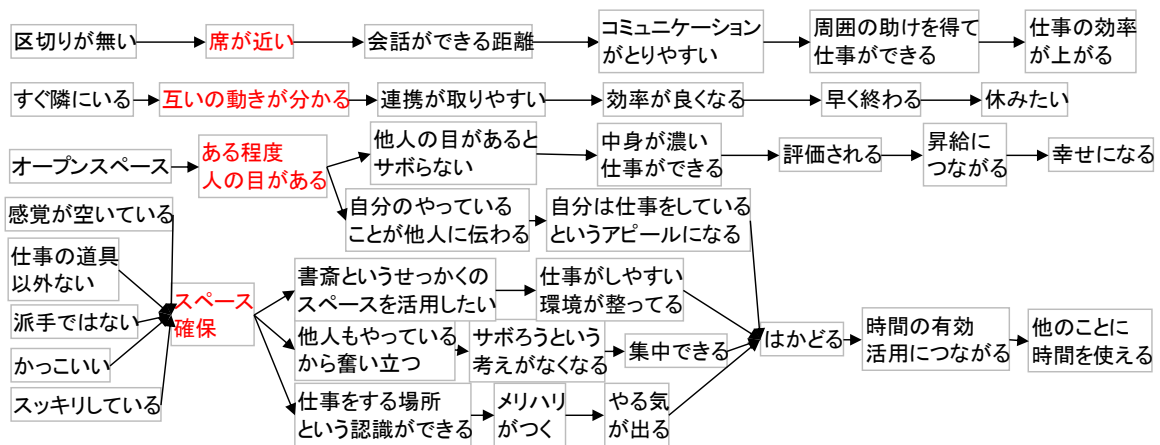 区切りが無い
席が近い
会話ができる距離
コミュニケーション
がとりやすい
周囲の助けを得て
仕事ができる
仕事の効率
が上がる
すぐ隣にいる
互いの動きが分かる
連携が取りやすい
効率が良くなる
早く終わる
休みたい
オープンスペース
ある程度
人の目がある
他人の目があると
サボらない
中身が濃い
仕事ができる
評価される
昇給に
つながる
幸せになる
自分のやっている
ことが他人に伝わる
自分は仕事をしている
というアピールになる
感覚が空いている
仕事の道具
以外ない
派手ではない
かっこいい
スッキリしている
スペース
確保
書斎というせっかくの
スペースを活用したい
仕事がしやすい
環境が整ってる
他人もやっている
から奮い立つ
サボろうという
考えがなくなる
集中できる
仕事をする場所
という認識ができる
メリハリ
がつく
やる気
が出る
はかどる
時間の有効
活用につながる
他のことに
時間を使える